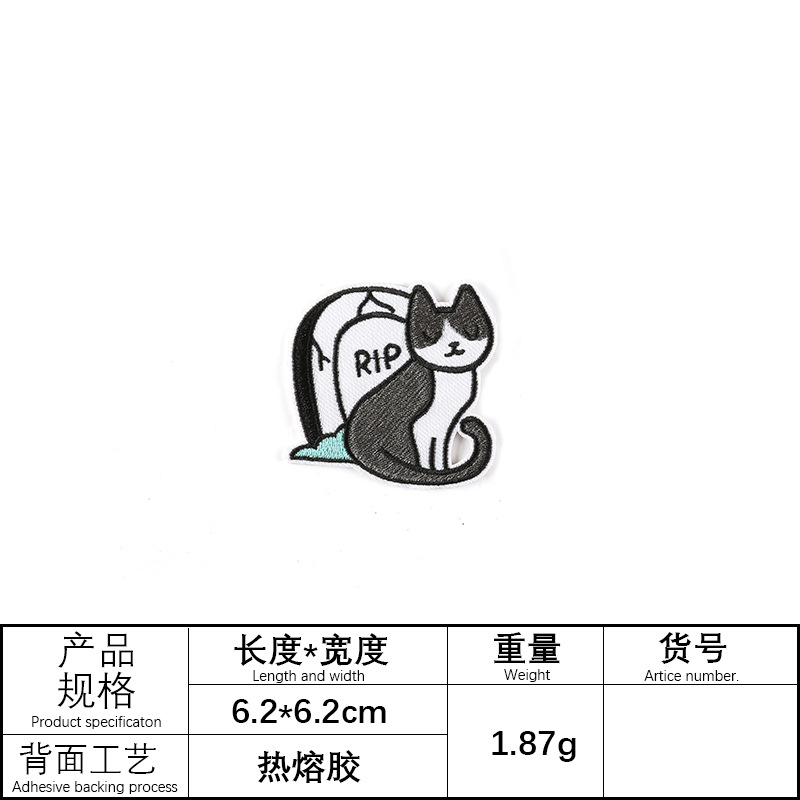 RIP
产品
规格
Product specificaton
长度*宽度
Length and width
重量
Weight
货号
Artice number.
6.2*6.2cm
1.87g
背面工艺
Adhesive backing process
热熔胶